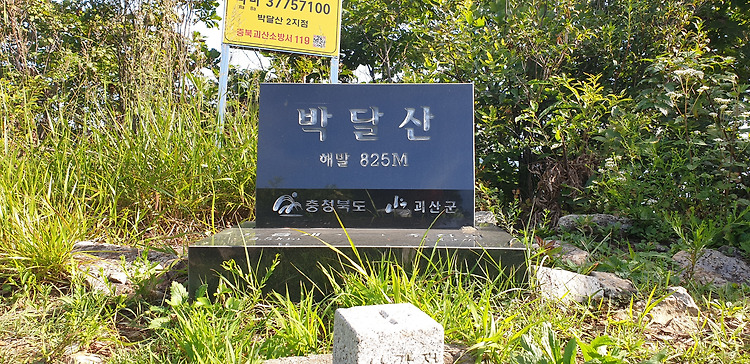 37757100
박달산 2지점
충북괴산소방서 119
박달산
해발 825M
충청북도 괴산군